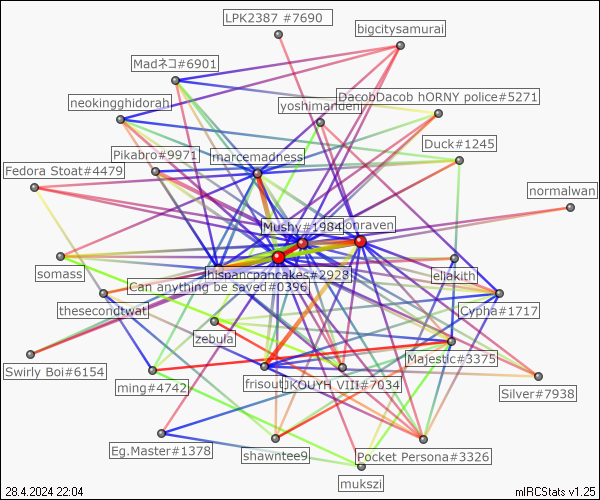 LPK2387 #7690
bigcitysamurai
Madネコ#6901
neokingghidorah
yoshimanden
DacobDacob hORNY police#5271
Pikabro#9971
marcemadness
Duck#1245
Fedora Stoat#4479
normalwan
Mushy#1984
onraven
somass
hispancpancakes#2928
eliakith
Can anything be saved#0396
thesecondtwat
Cypha#1717
zebula
Majestic#3375
Swirly Boi#6154
ming#4742
frisout
JKOUYH VIII#7034
Silver#7938
Eg.Master#1378
shawntee9
Pocket Persona#3326
mukszi
28.4.2024 22:04
mIRCStats v1.25